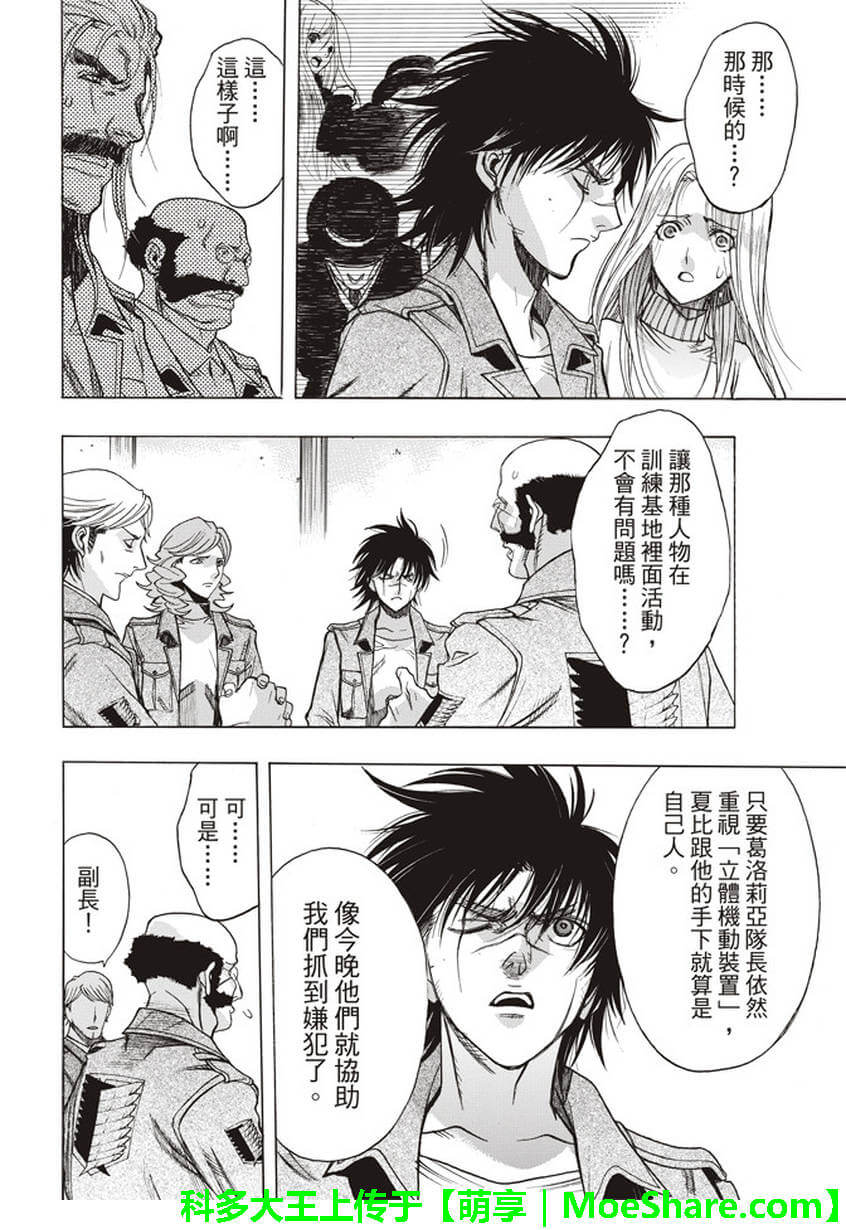 那……
那時候的…？
這……
這樣子啊……
讓那種人物在
訓練基地裡面活動，
不會有問題嗎……？
只要葛洛莉亞隊長依然
重視「立體機動裝置」，
夏比跟他的手下就算是
自己人。
像今晚他們就協助
我們抓到嫌犯了。
可……
可是……
副長！
科多大王上传于【萌享｜MoeShare.com】